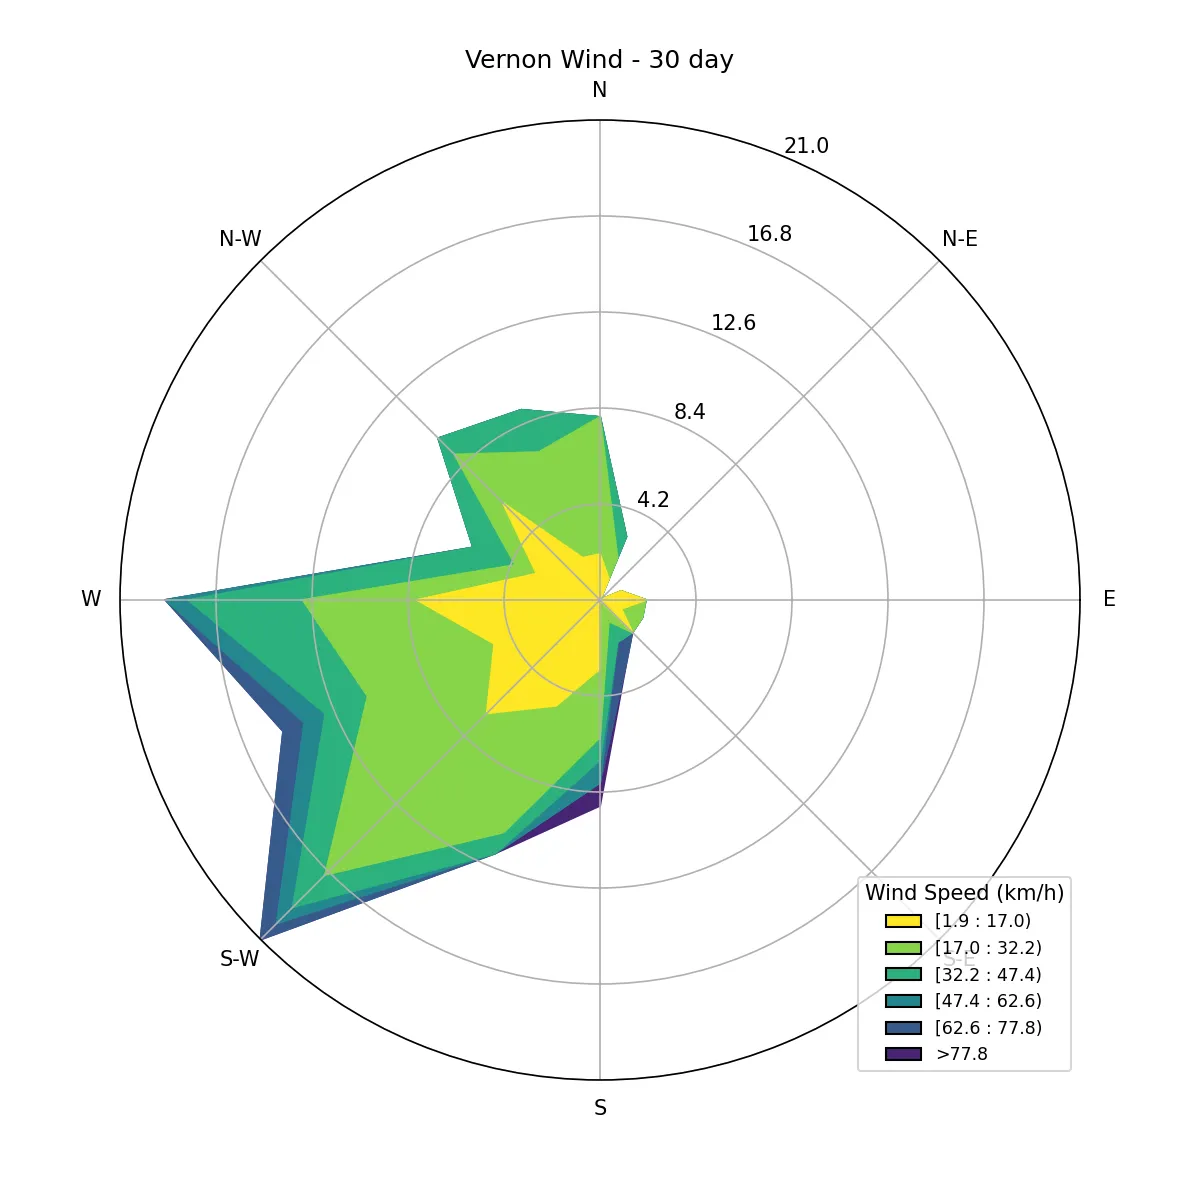 Vernon Wind - 30 day
N
21.0
N-W
16.8
N-E
12.6
8.4
4.2
W
E
S-W
S-E
S
Wind Speed (km/h)
[1.9 : 17.0)
[17.0 : 32.2)
[32.2 : 47.4)
[47.4 : 62.6)
[62.6 : 77.8)
>77.8